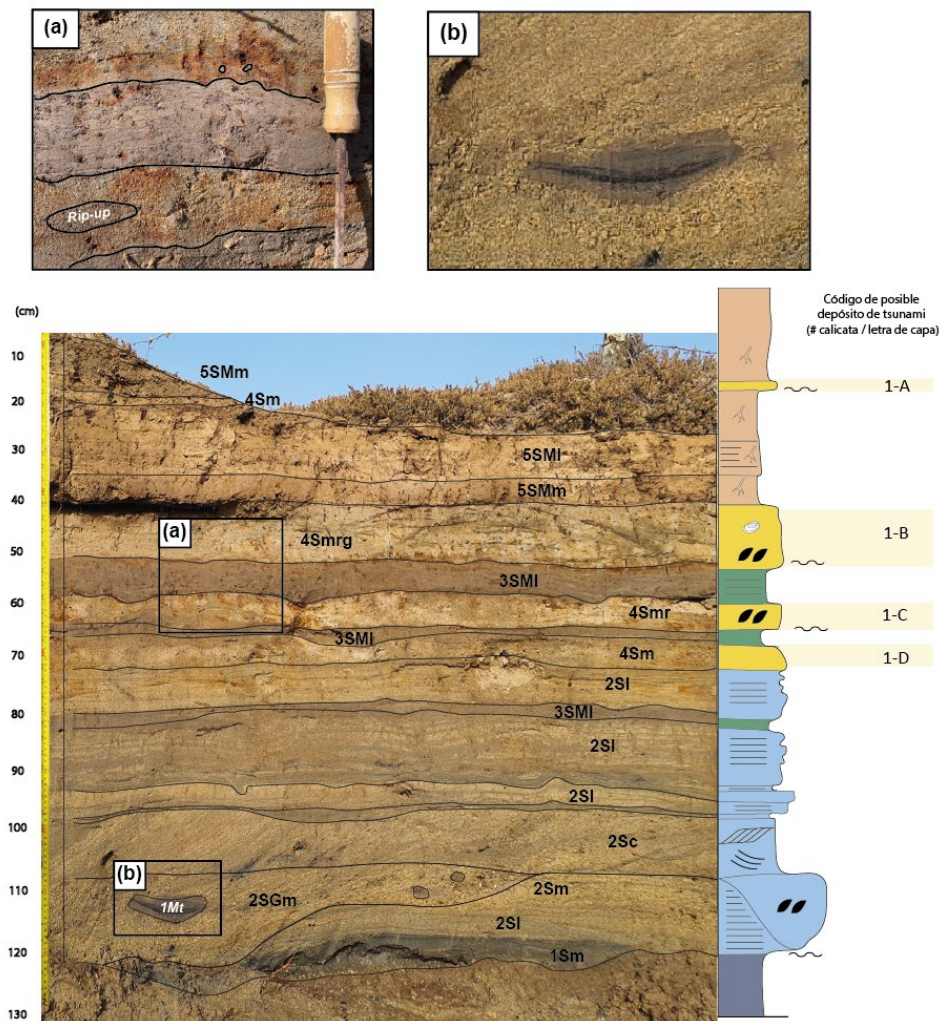 (a)
Rip-up
(b)
(cm)
Código de posible
depósito de tsunami
(# calicata / letra de capa)
10
20
30
40
50
60
70
80
90
100
110
120
130
5SMm
4Sm
5SMl
5SMm
(a)
4Smrg
3SMl
4Smr
3SMl
4Sm
2Sl
3SMl
2Sl
2Sl
2Sc
(b)
1Mt
2SGm
2Sm
2Sl
1Sm
1-A
1-B
1-C
1-D